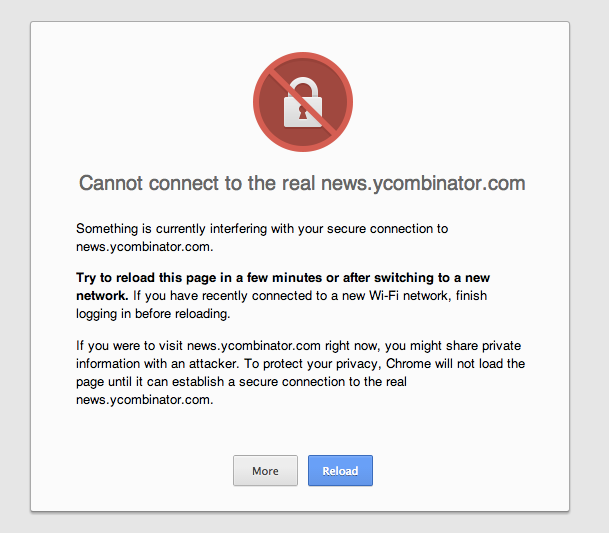 Cannot connect to the real news.ycombinator.com
Something is currently interfering with your secure connection to
news.ycombinator.com.
Try to reload this page in a few minutes or after switching to a new
network. If you have recently connected to a new Wi-Fi network, finish
logging in before reloading.
If you were to visit news.ycombinator.com right now, you might share private
information with an attacker. To protect your privacy, Chrome will not load the
page until it can establish a secure connection to the real
news.ycombinator.com.
More
Reload